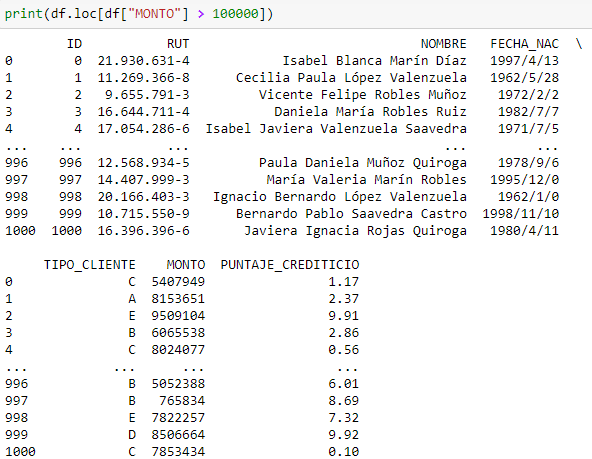 print(df.loc[df["MONTO"] > 100000])
ID RUT NOMBRE FECHA_NAC \
0 0 21.930.631-4 Isabel Blanca Marín Díaz 1997/4/13
1 1 11.269.366-8 Cecilia Paula López Valenzuela 1962/5/28
2 2 9.655.791-3 Vicente Felipe Robles Muñoz 1972/2/2
3 3 16.644.711-4 Daniela María Robles Ruiz 1982/7/7
4 4 17.054.286-6 Isabel Javiera Valenzuela Saavedra 1971/7/5
... ... ... ... ...
996 996 12.568.934-5 Paula Daniela Muñoz Quiroga 1978/9/6
997 997 14.407.999-3 María Valeria Marín Robles 1995/12/0
998 998 20.166.403-3 Ignacio Bernardo López Valenzuela 1962/1/0
999 999 10.715.550-9 Bernardo Pablo Saavedra Castro 1998/11/10
1000 1000 16.396.396-6 Javiera Ignacia Rojas Quiroga 1980/4/11
TIPO_CLIENTE MONTO PUNTAJE_CREDITICIO
0 C 5407949 1.17
1 A 8153651 2.37
2 E 9509104 9.91
3 B 6065538 2.86
4 C 8024077 0.56
... ... ... ...
996 B 5052388 6.01
997 B 765834 8.69
998 E 7822257 7.32
999 D 8506664 9.92
1000 C 7853434 0.10